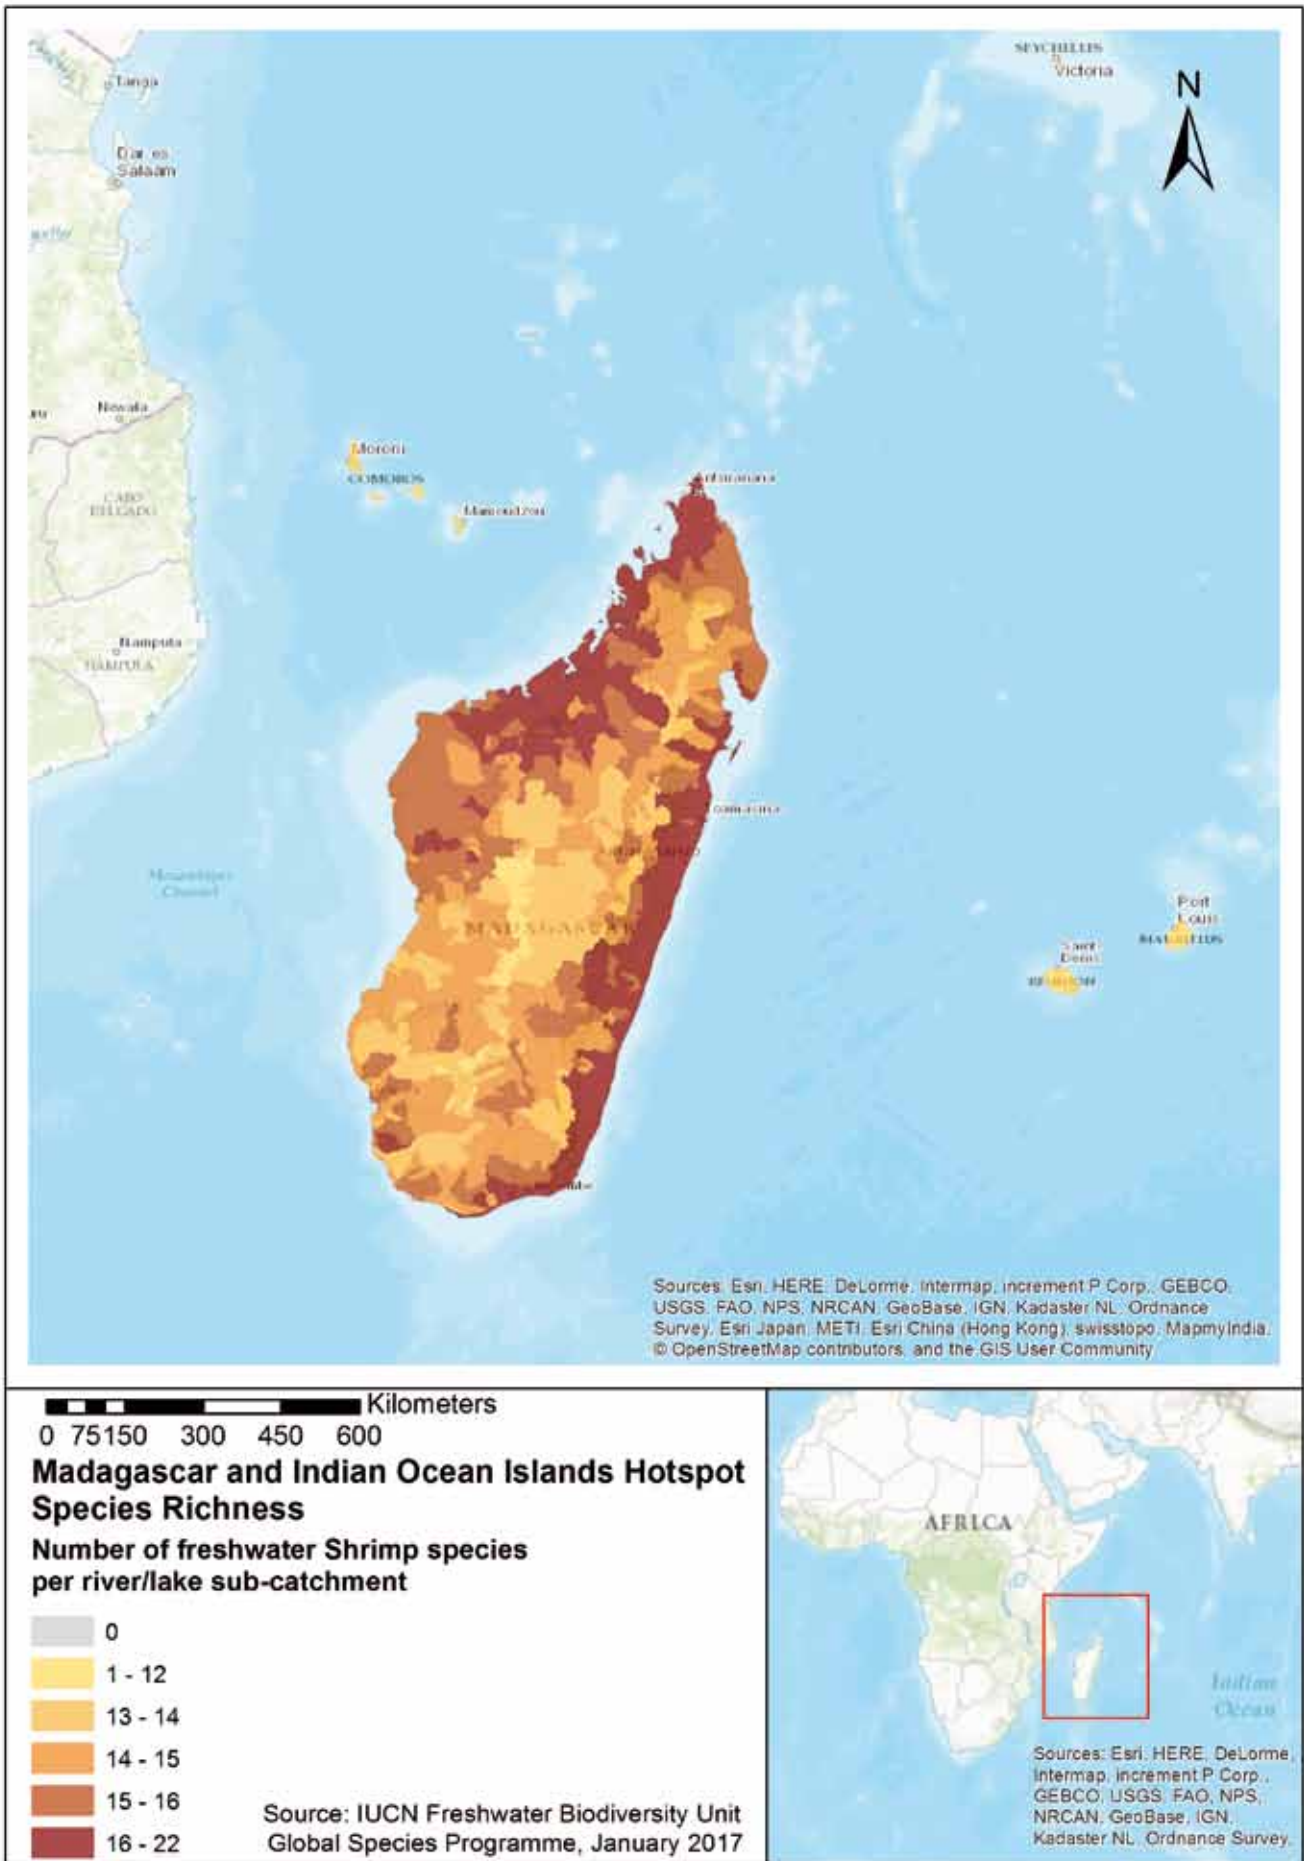 SEYCHELLES
Victoria
N
Tanga
Dar es
Salaam
Newala
Moroni
COMOROS
Antsiranana
CABO
DELGADO
Mamoudzou
Nampula
NAMPULA
Toamasina
Mozambique
Channel
MADAGASCAR
Port
Louis
MAURITIUS
Saint
Denis
REUNION
Sources: Esri, HERE, DeLorme, Intermap, increment P Corp., GEBCO,
USGS, FAO, NPS, NRCAN, GeoBase, IGN, Kadaster NL, Ordnance
Survey, Esri Japan, METI, Esri China (Hong Kong), swisstopo, MapmyIndia,
© OpenStreetMap contributors, and the GIS User Community
Kilometers
0 75 150 300 450 600
Madagascar and Indian Ocean Islands Hotspot
Species Richness
Number of freshwater Shrimp species
per river/lake sub-catchment
0
1 - 12
13 - 14
14 - 15
15 - 16
16 - 22
Source: IUCN Freshwater Biodiversity Unit
Global Species Programme, January 2017
AFRICA
Indian
Ocean
Sources: Esri, HERE, DeLorme,
Intermap, increment P Corp.,
GEBCO, USGS, FAO, NPS,
NRCAN, GeoBase, IGN,
Kadaster NL, Ordnance Survey,